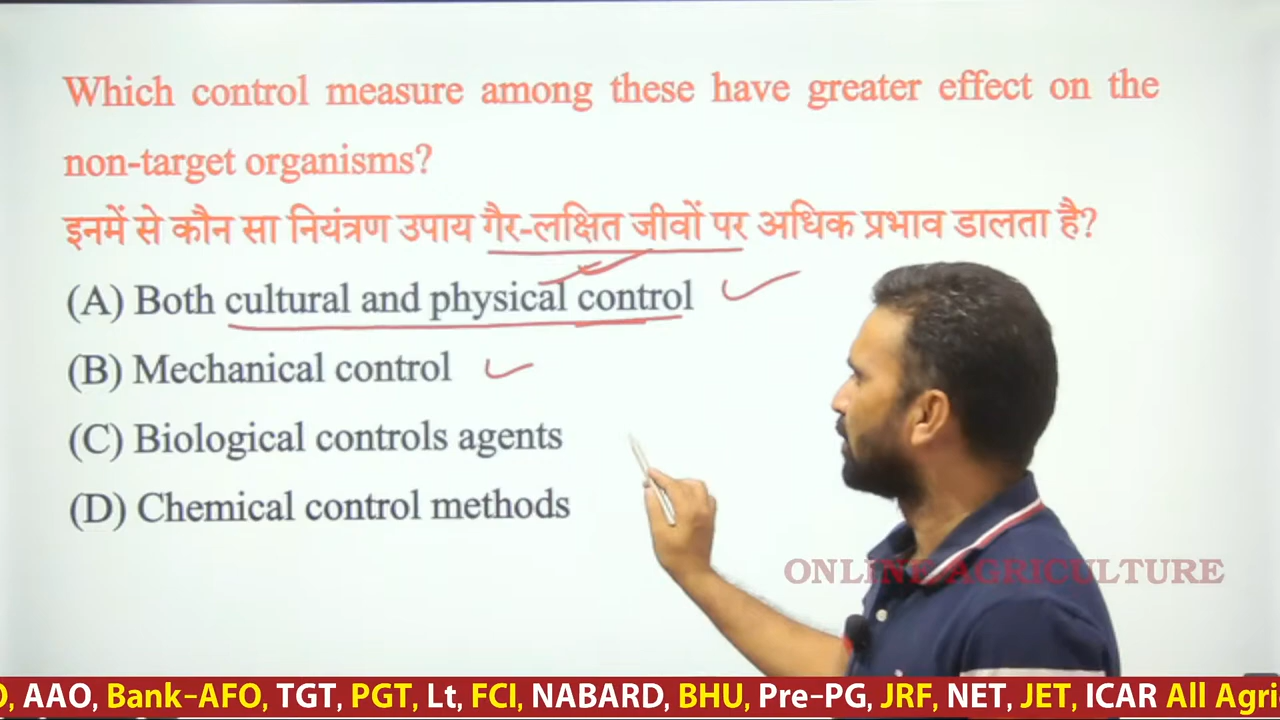 Which control measure among these have greater effect on the
non-target organisms?
इनमें से कौन सा नियंत्रण उपाय गैर-लक्षित जीवों पर अधिक प्रभाव डालता है?
(A) Both cultural and physical control
(B) Mechanical control
(C) Biological controls agents
(D) Chemical control methods
ONLINE AGRICULTURE
, AAO, Bank-AFO, TGT, PGT, Lt, FCI, NABARD, BHU, Pre-PG, JRF, NET, JET, ICAR All Agri